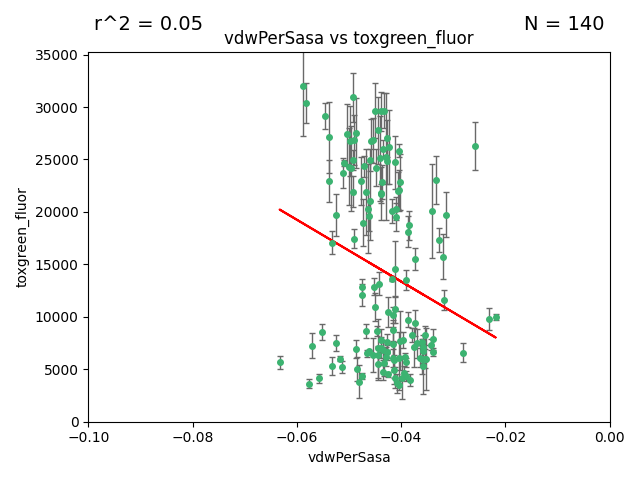 r^2 = 0.05
N = 140
vdwPerSasa vs toxgreen_fluor
35000
30000
25000
20000
15000
10000
5000
0
toxgreen_fluor
−0.10
−0.08
−0.06
−0.04
−0.02
0.00
vdwPerSasa